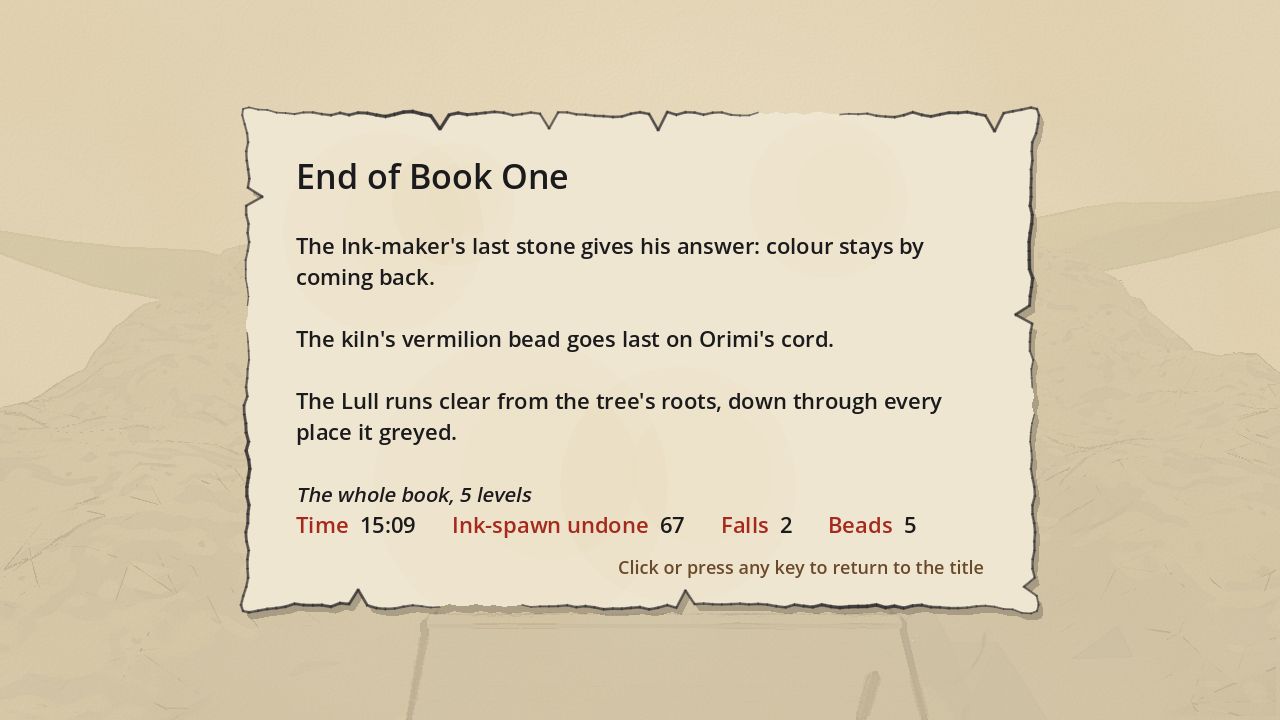 End of Book One
The Ink-maker's last stone gives his answer: colour stays by
coming back.
The kiln's vermilion bead goes last on Orimi's cord.
The Lull runs clear from the tree's roots, down through every
place it greyed.
The whole book, 5 levels
Time 15:09 Ink-spawn undone 67 Falls 2 Beads 5
Click or press any key to return to the title